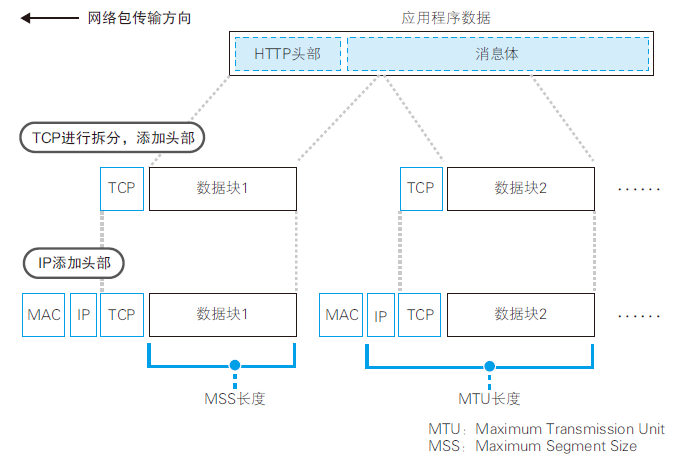 网络包传输方向
应用程序数据
HTTP头部 消息体
TCP进行拆分，添加头部
TCP 数据块1 TCP 数据块2 ······
IP添加头部
MAC IP TCP 数据块1 MAC IP TCP 数据块2 ······
MSS长度 MTU长度
MTU：Maximum Transmission Unit
MSS：Maximum Segment Size